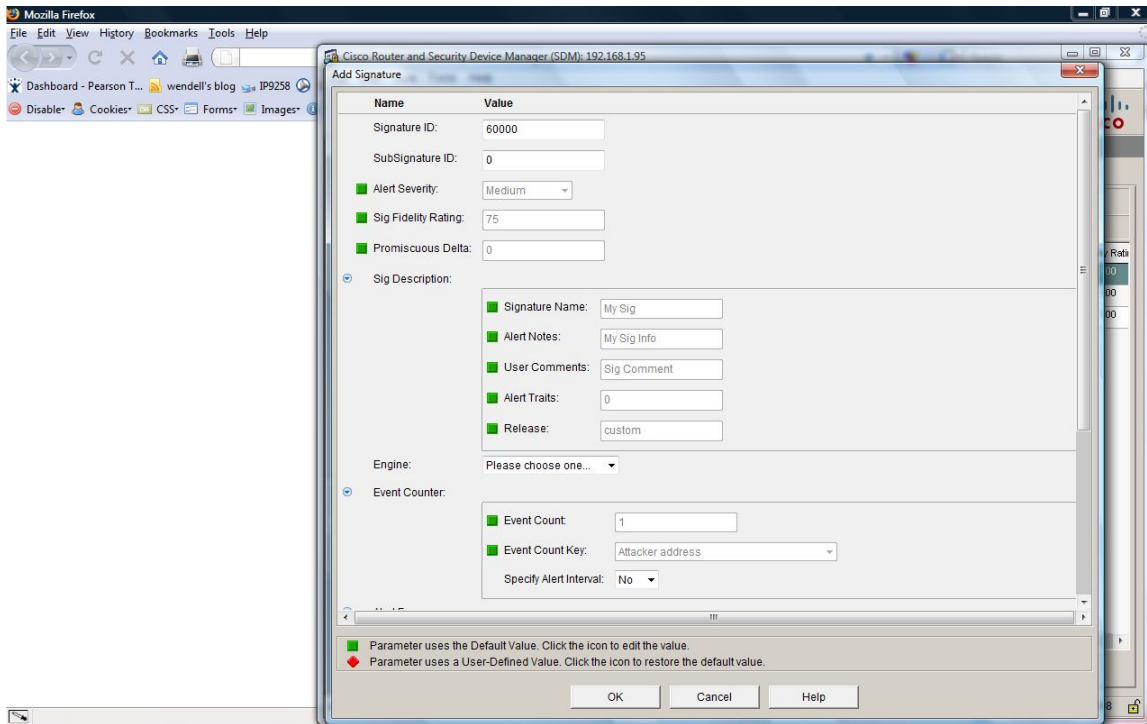 Mozilla Firefox
File Edit View History Bookmarks Tools Help
Cisco Router and Security Device Manager (SDM): 192.168.1.95
Dashboard - Pearson T... wendell's blog IP9258
Disable Cookies CSS Forms Images
Add Signature
Name Value
Signature ID: 60000
SubSignature ID: 0
Alert Severity: Medium
Sig Fidelity Rating: 75
Promiscuous Delta: 0
Sig Description:
Signature Name: My Sig
Alert Notes: My Sig Info
User Comments: Sig Comment
Alert Traits: 0
Release: custom
Engine: Please choose one...
Event Counter:
Event Count: 1
Event Count Key: Attacker address
Specify Alert Interval: No
Parameter uses the Default Value. Click the icon to edit the value.
Parameter uses a User-Defined Value. Click the icon to restore the default value.
OK Cancel Help